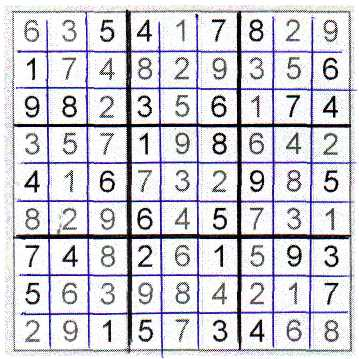 6 3 5 4 1 7 8 2 9
1 7 4 8 2 9 3 5 6
9 8 2 3 5 6 1 7 4
3 5 7 1 9 8 6 4 2
4 1 6 7 3 2 9 8 5
8 2 9 6 4 5 7 3 1
7 4 8 2 6 1 5 9 3
5 6 3 9 8 4 2 1 7
2 9 1 5 7 3 4 6 8